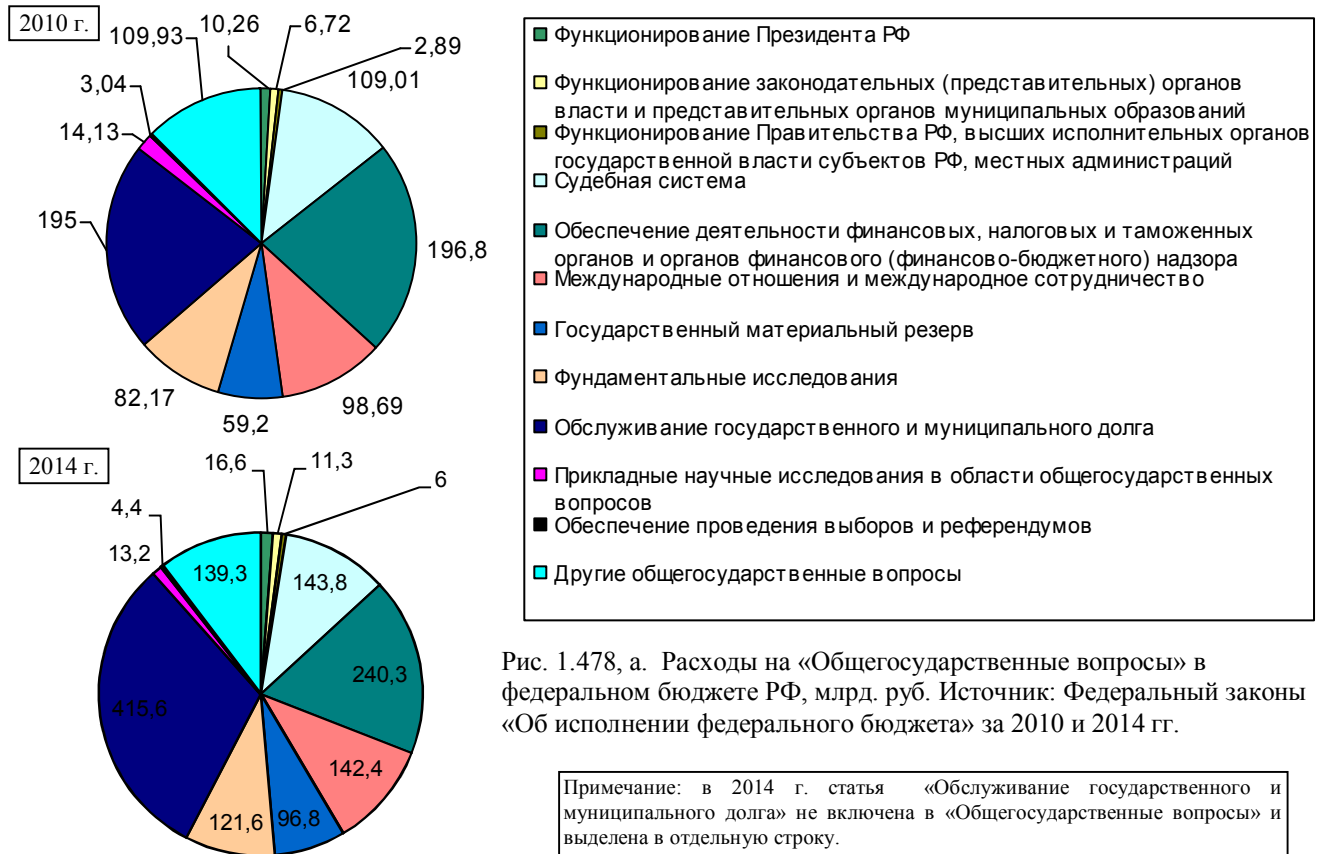 2010 г.
10,26
6,72
2,89
109,01
196,8
98,69
59,2
82,17
195
14,13
3,04
109,93
Функционирование Президента РФ
Функционирование законодательных (представительных) органов
власти и представительных органов муниципальных образований
Функционирование Правительства РФ, высших исполнительных органов
государственной власти субъектов РФ, местных администраций
Судебная система
Обеспечение деятельности финансовых, налоговых и таможенных
органов и органов финансового (финансово-бюджетного) надзора
Международные отношения и международное сотрудничество
Государственный материальный резерв
Фундаментальные исследования
Обслуживание государственного и муниципального долга
Прикладные научные исследования в области общегосударственных
вопросов
Обеспечение проведения выборов и референдумов
Другие общегосударственные вопросы
2014 г.
16,6
11,3
6
143,8
240,3
142,4
96,8
121,6
415,6
13,2
4,4
139,3
Рис. 1.478, а. Расходы на «Общегосударственные вопросы» в
федеральном бюджете РФ, млрд. руб. Источник: Федеральный законы
«Об исполнении федерального бюджета» за 2010 и 2014 гг.
Примечание: в 2014 г. статья «Обслуживание государственного и
муниципального долга» не включена в «Общегосударственные вопросы» и
выделена в отдельную строку.